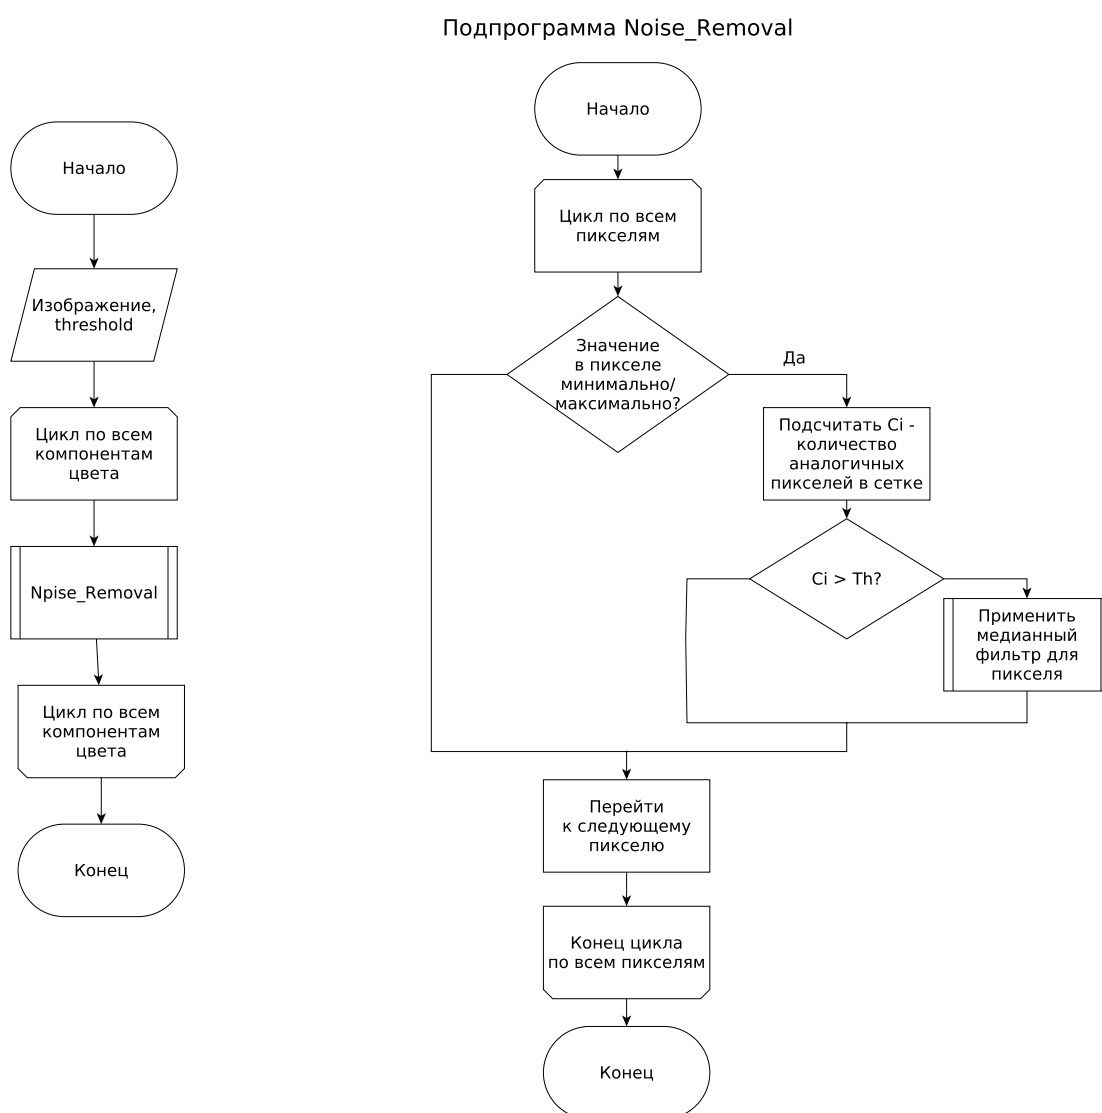 Подпрограмма Noise_Removal
Начало
Изображение,
threshold
Цикл по всем
компонентам
цвета
Npise_Removal
Цикл по всем
компонентам
цвета
Конец
Начало
Цикл по всем
пикселям
Значение
в пикселе
минимально/
максимально?
Да
Подсчитать Ci -
количество
аналогичных
пикселей в сетке
Ci > Th?
Применить
медианный
фильтр для
пикселя
Перейти
к следующему
пикселю
Конец цикла
по всем пикселям
Конец